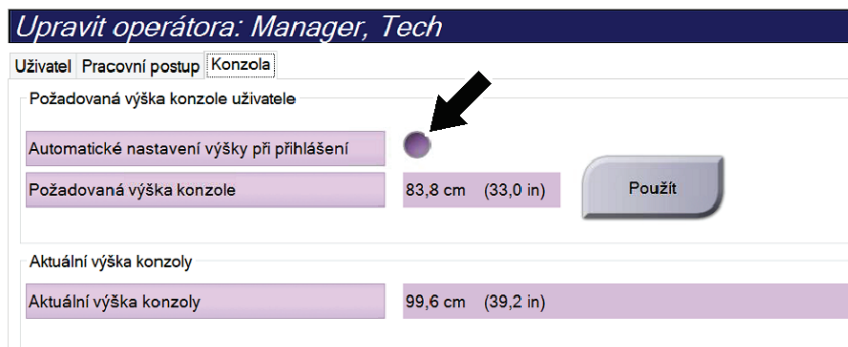 Upravit operátora: Manager, Tech
Uživatel Pracovní postup Konzola
Požadovaná výška konzole uživatele
Automatické nastavení výšky při přihlášení
Požadovaná výška konzole 83,8 cm (33,0 in) Použít
Aktuální výška konzoly
Aktuální výška konzoly 99,6 cm (39,2 in)